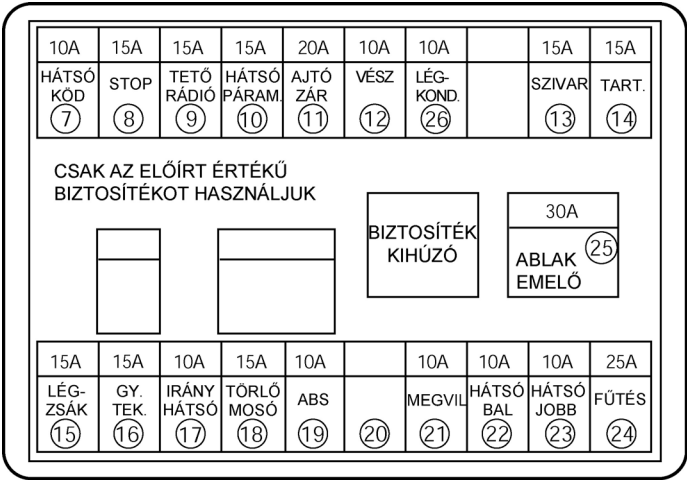 10A 15A 15A 15A 20A 10A 10A 15A 15A
HÁTSÓ KÖD 7
STOP 8
TETŐ RÁDIÓ 9
HÁTSÓ PÁRAM. 10
AJTÓ ZÁR 11
VÉSZ 12
LÉG- KOND. 26
SZIVAR 13
TART. 14
CSAK AZ ELŐÍRT ÉRTÉKŰ
BIZTOSÍTÉKOT HASZNÁLJUK
BIZTOSÍTÉK
KIHÚZÓ
30A
25
ABLAK
EMELŐ
15A 15A 10A 15A 10A 10A 10A 10A 25A
LÉG- ZSÁK 15
GY. TEK. 16
IRÁNY HÁTSÓ 17
TÖRLŐ MOSÓ 18
ABS 19
20
MEGVIL 21
HÁTSÓ BAL 22
HÁTSÓ JOBB 23
FŰTÉS 24